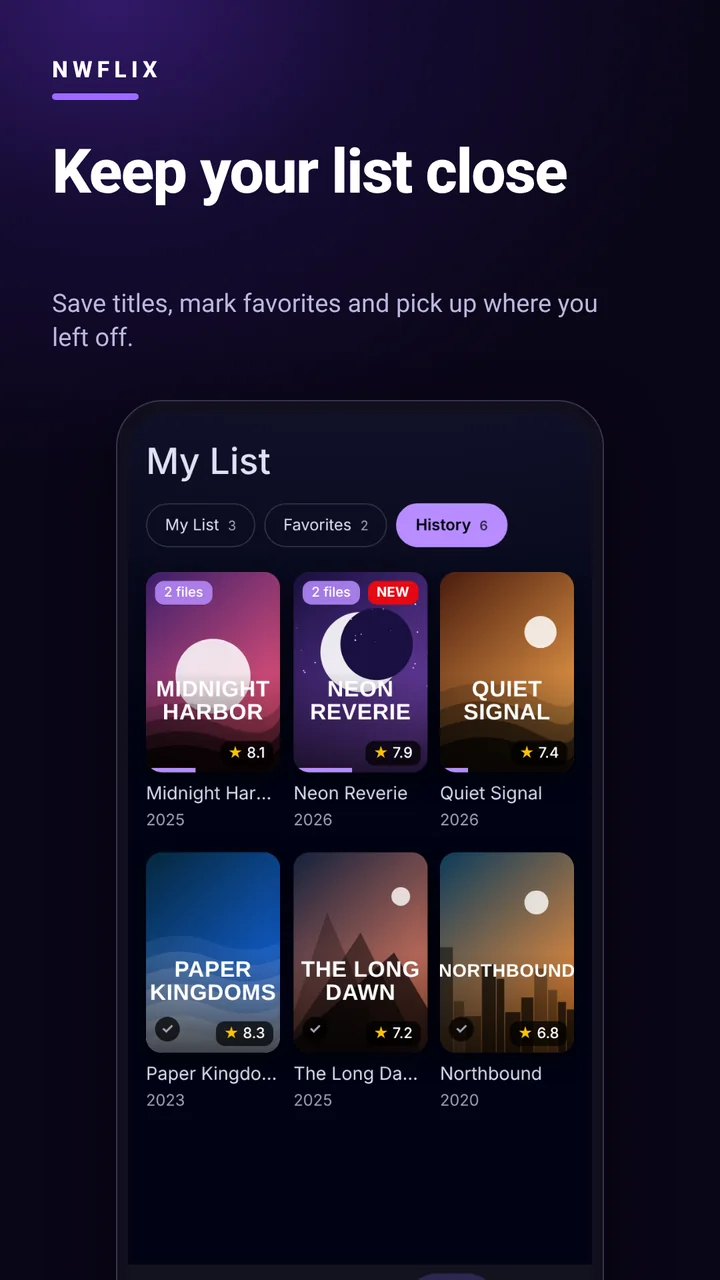 NWFLIX
Keep your list close
Save titles, mark favorites and pick up where you
left off.
My List
My List 3 Favorites 2 History 6
2 files 2 files NEW
MIDNIGHT NEON QUIET
HARBOR REVERIE SIGNAL
★ 8.1 ★ 7.9 ★ 7.4
Midnight Har... Neon Reverie Quiet Signal
2025 2026 2026
PAPER THE LONG NORTHBOUND
KINGDOMS DAWN
★ 8.3 ★ 7.2 ★ 6.8
Paper Kingdo... The Long Da... Northbound
2023 2025 2020